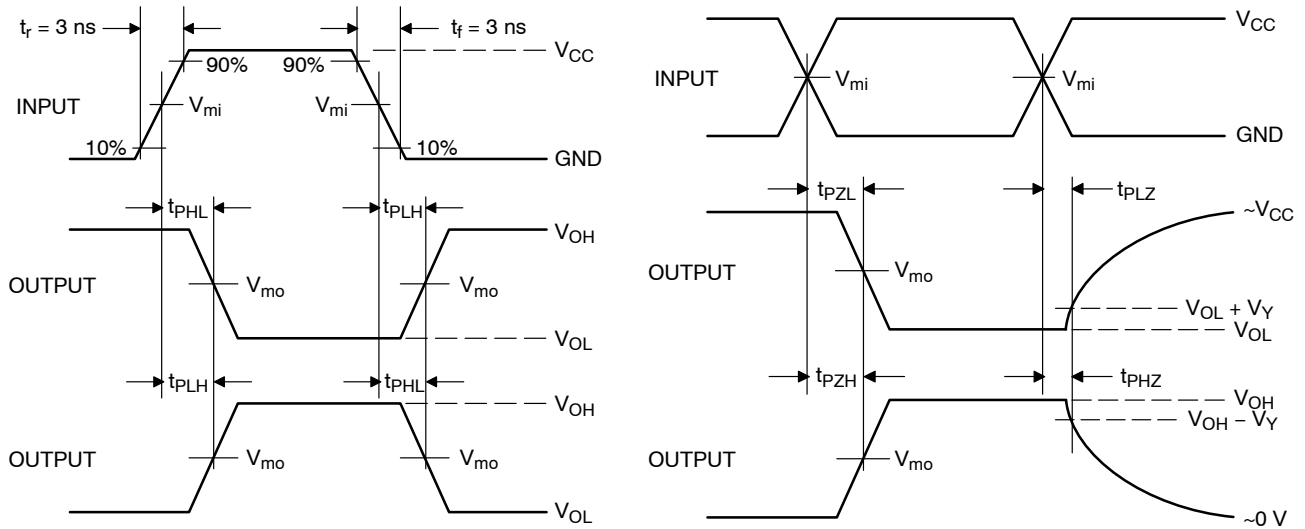 t_r = 3 ns
t_f = 3 ns
V_CC
90%
90%
INPUT
V_mi
V_mi
10%
10%
GND
t_PHL
t_PLH
V_OH
OUTPUT
V_mo
V_mo
V_OL
t_PLH
t_PHL
V_OH
OUTPUT
V_mo
V_mo
V_OL
V_CC
INPUT
V_mi
V_mi
GND
t_PZL
t_PLZ
~V_CC
OUTPUT
V_mo
V_OL + V_Y
V_OL
t_PZH
t_PHZ
V_OH
V_OH – V_Y
OUTPUT
V_mo
~0 V